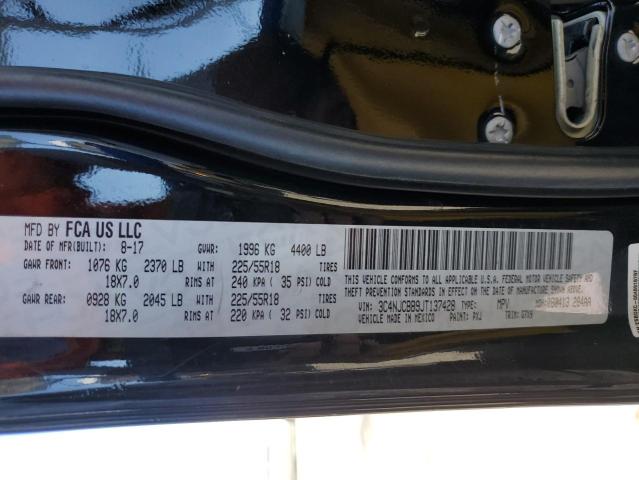 MFD BY FCA US LLC
DATE OF MFR(BUILT): 8-17 GVWR: 1996 KG 4400 LB
GAWR FRONT: 1076 KG 2370 LB WITH 225/55R18 TIRES
18X7.0 RIMS AT 240 KPA ( 35 PSI) COLD
GAWR REAR: 0928 KG 2045 LB WITH 225/55R18 TIRES
18X7.0 RIMS AT 220 KPA ( 32 PSI) COLD
THIS VEHICLE CONFORMS TO ALL APPLICABLE U.S.A. FEDERAL MOTOR VEHICLE SAFETY AND
THEFT PREVENTION STANDARDS IN EFFECT ON THE DATE OF MANUFACTURE SHOWN ABOVE.
VIN: 3C4NJCBB9JT137428 TYPE: MPV
VEHICLE MADE IN MEXICO PAINT: PXJ TRIM: